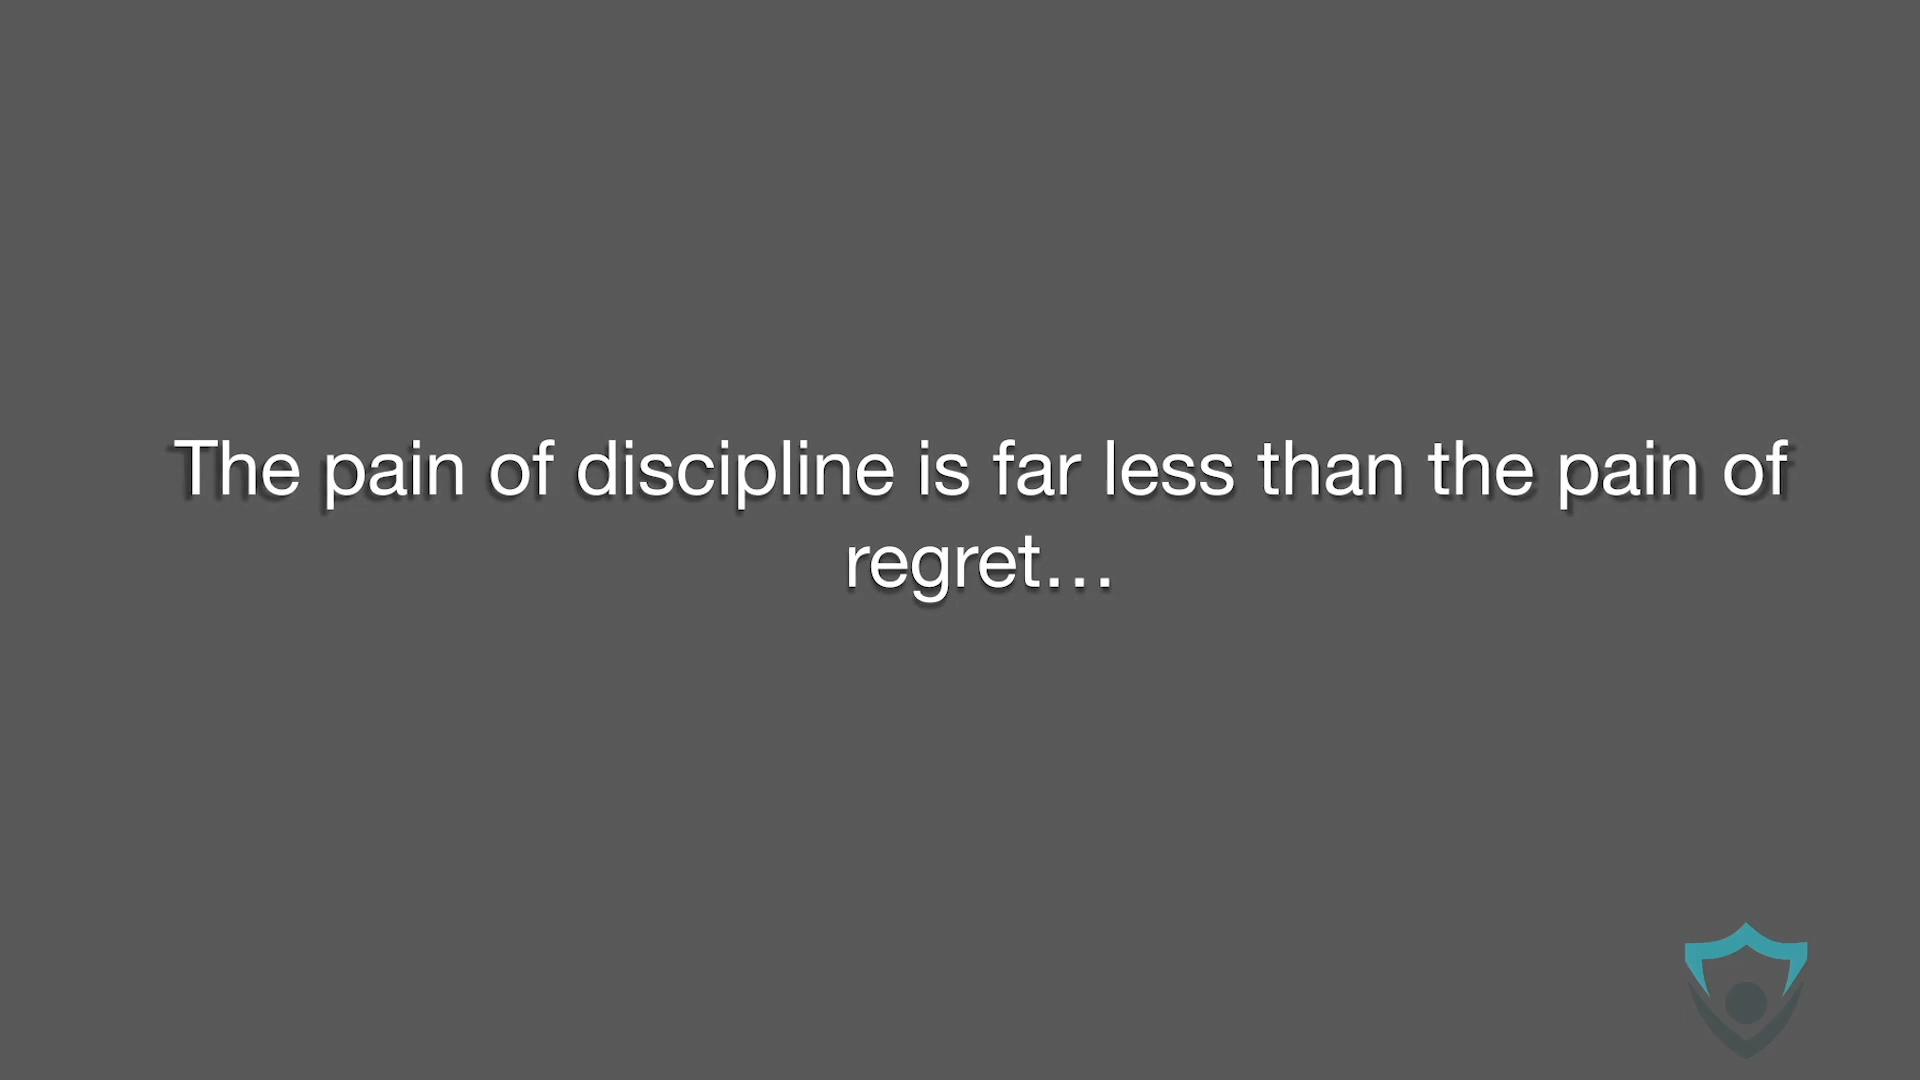 The pain of discipline is far less than the pain of
regret…